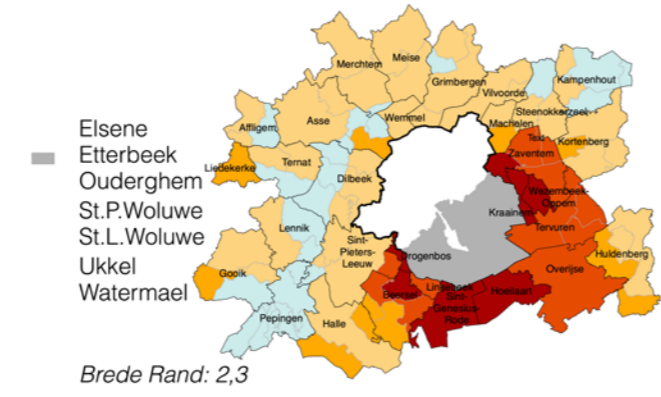 Elsene
Etterbeek
Ouderghem
St.P.Woluwe
St.L.Woluwe
Ukkel
Watermael
Brede Rand: 2,3
Merchtem
Meise
Grimbergen
Kampenhout
Vilvoorde
Steenokkerzeel
Affligem
Asse
Wemmel
Machelen
Kortenberg
Zaventem
Liedekerke
Ternat
Dilbeek
Wezembeek-
Oppem
Kraainem
Lennik
Tervuren
Sint-
Pieters-
Leeuw
Drogenbos
Huldenberg
Overijse
Gooik
Beersel
Linkebeek
Sint-
Genesius-
Rode
Hoeilaart
Pepingen
Halle